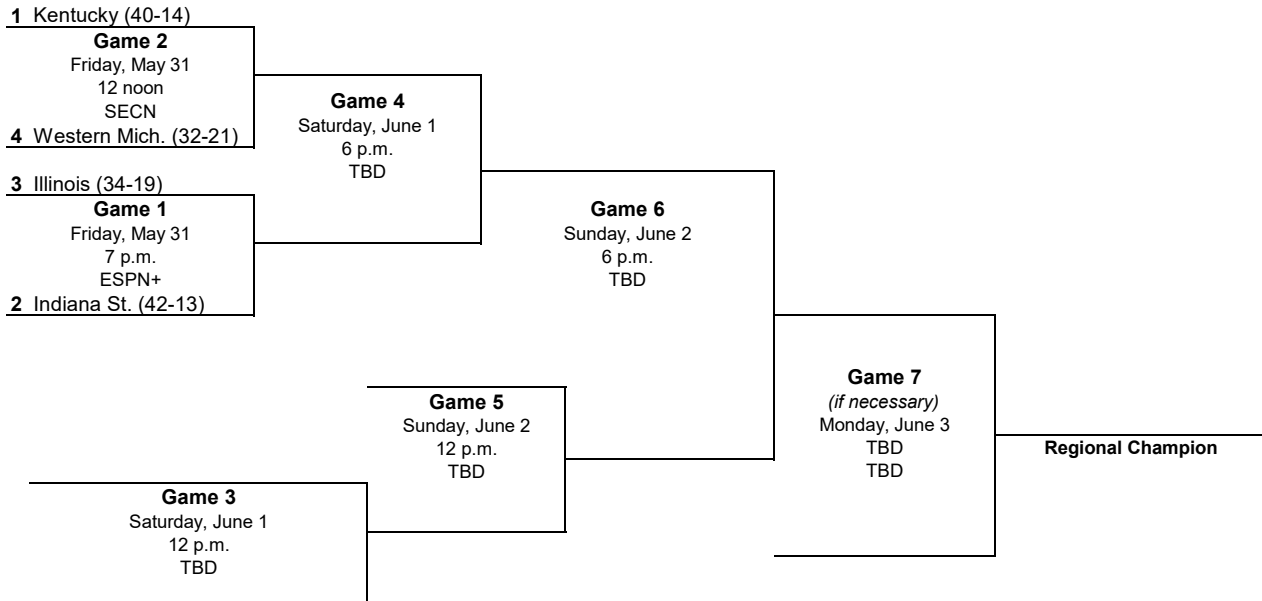 1 Kentucky (40-14)
Game 2
Friday, May 31
12 noon
SECN
4 Western Mich. (32-21)
3 Illinois (34-19)
Game 1
Friday, May 31
7 p.m.
ESPN+
2 Indiana St. (42-13)
Game 4
Saturday, June 1
6 p.m.
TBD
Game 6
Sunday, June 2
6 p.m.
TBD
Game 5
Sunday, June 2
12 p.m.
TBD
Game 3
Saturday, June 1
12 p.m.
TBD
Game 7
(if necessary)
Monday, June 3
TBD
TBD
Regional Champion